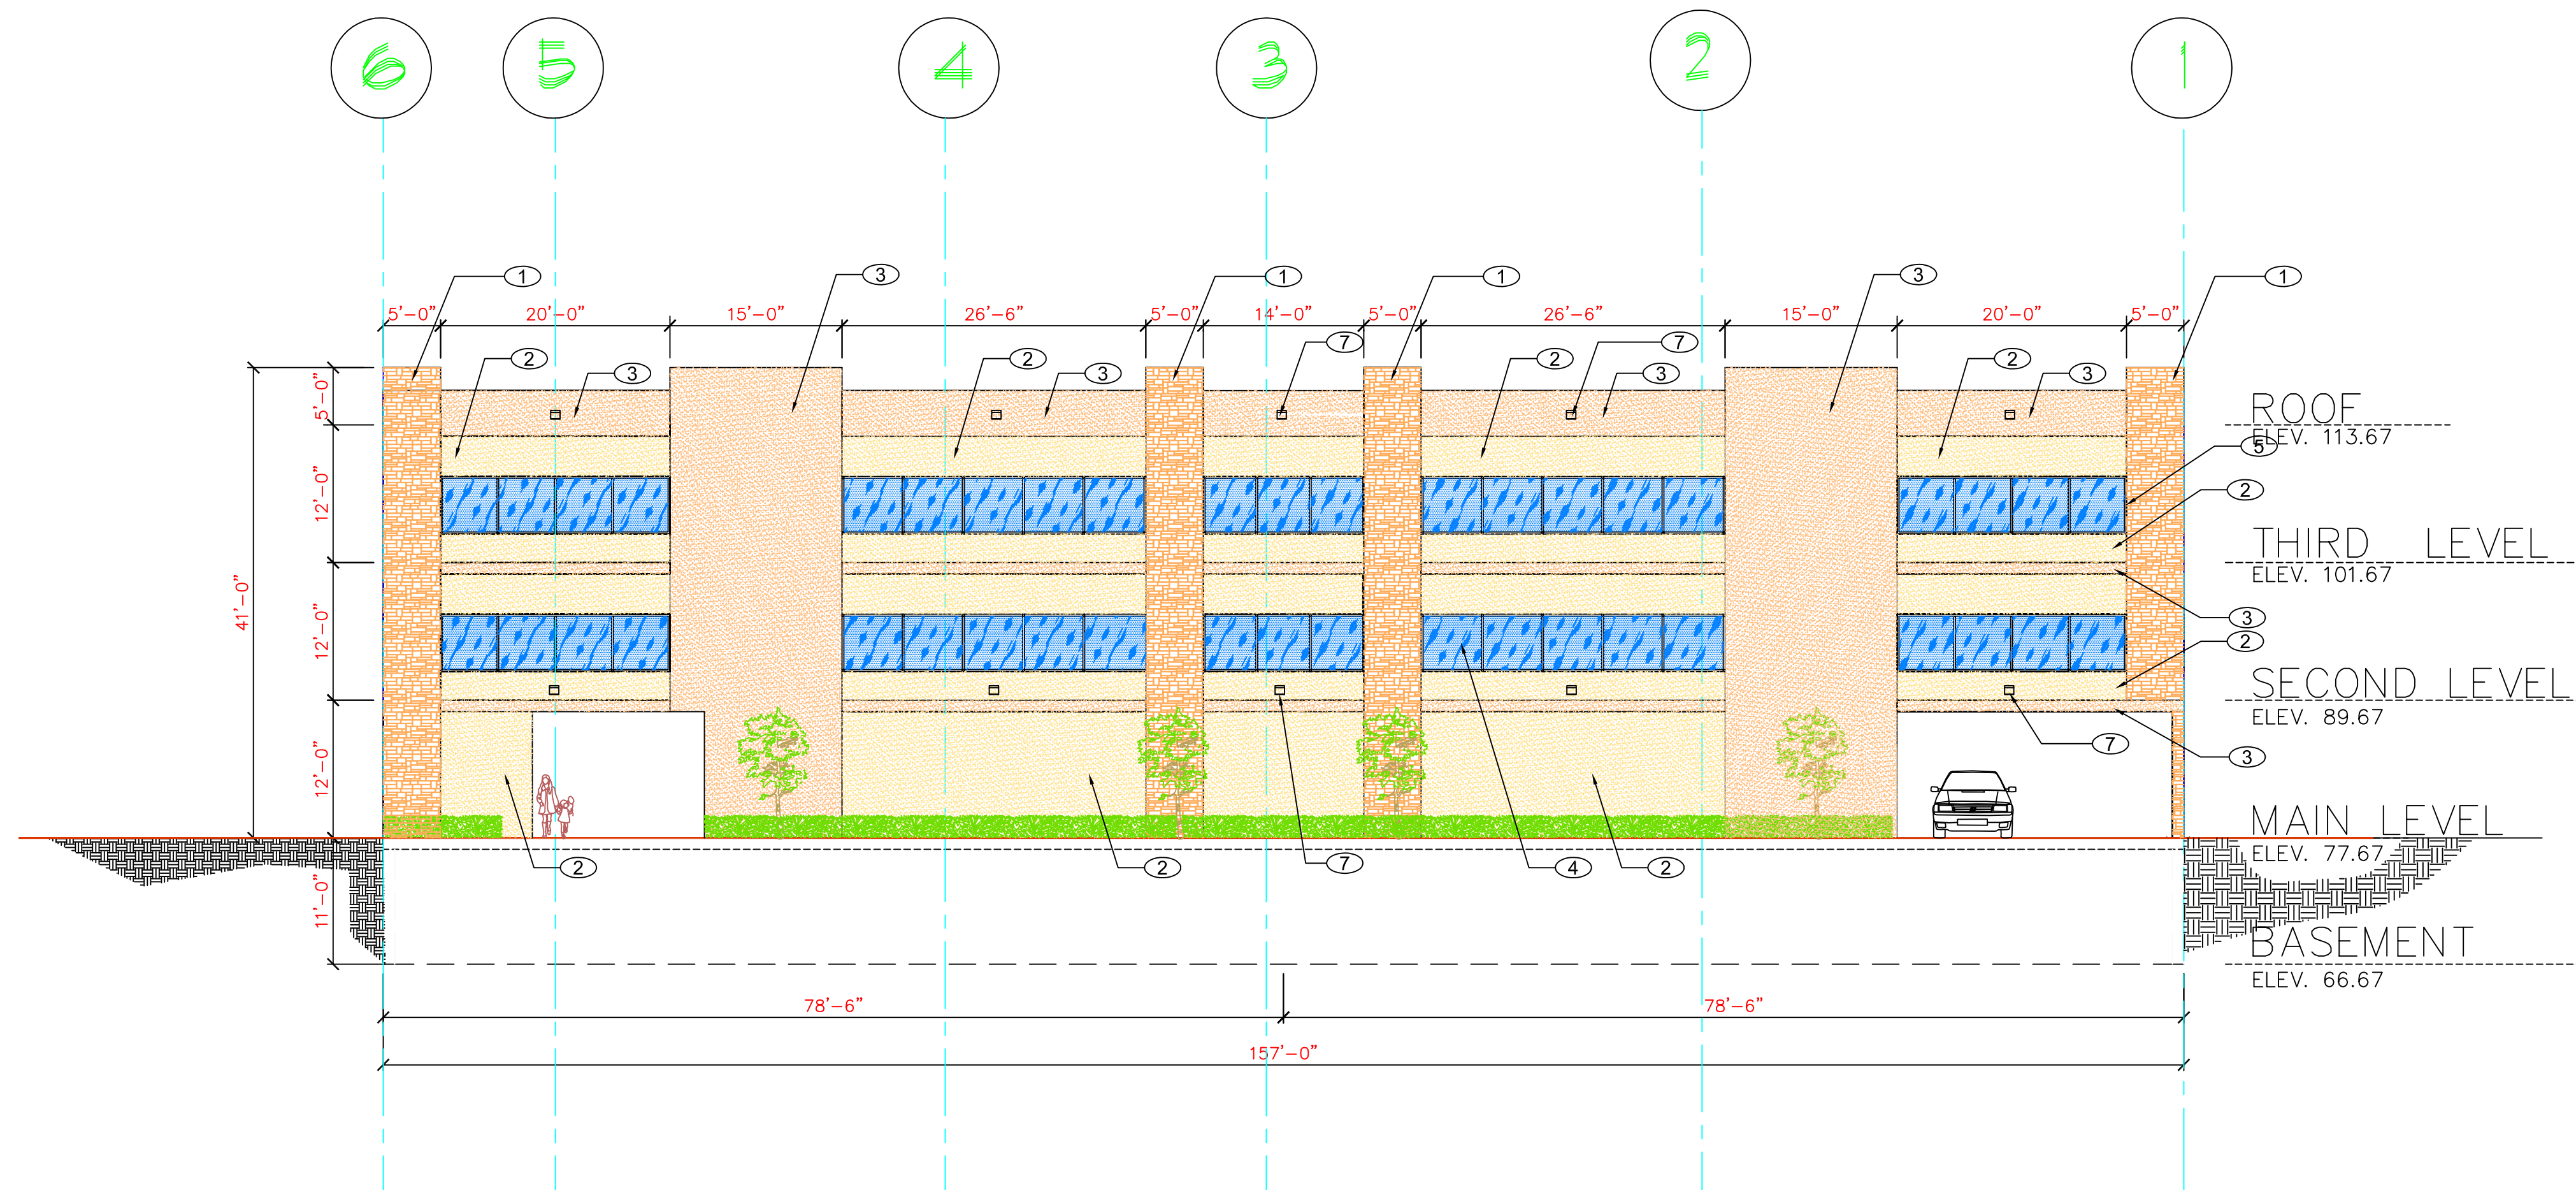 6 5 4 3 2 1
1 3 1 1 3 1
5'-0" 20'-0" 15'-0" 26'-6" 5'-0" 14'-0" 5'-0" 26'-6" 15'-0" 20'-0" 5'-0"
2 3 2 3 7 2 7 3 2 3
5'-0"
ROOF
ELEV. 113.67
5
12'-0"
2
THIRD LEVEL
ELEV. 101.67
41'-0"
12'-0"
3
2
SECOND LEVEL
ELEV. 89.67
7
3
12'-0"
MAIN LEVEL
ELEV. 77.67
2 2 7 4 2
11'-0"
BASEMENT
ELEV. 66.67
78'-6" 78'-6"
157'-0"